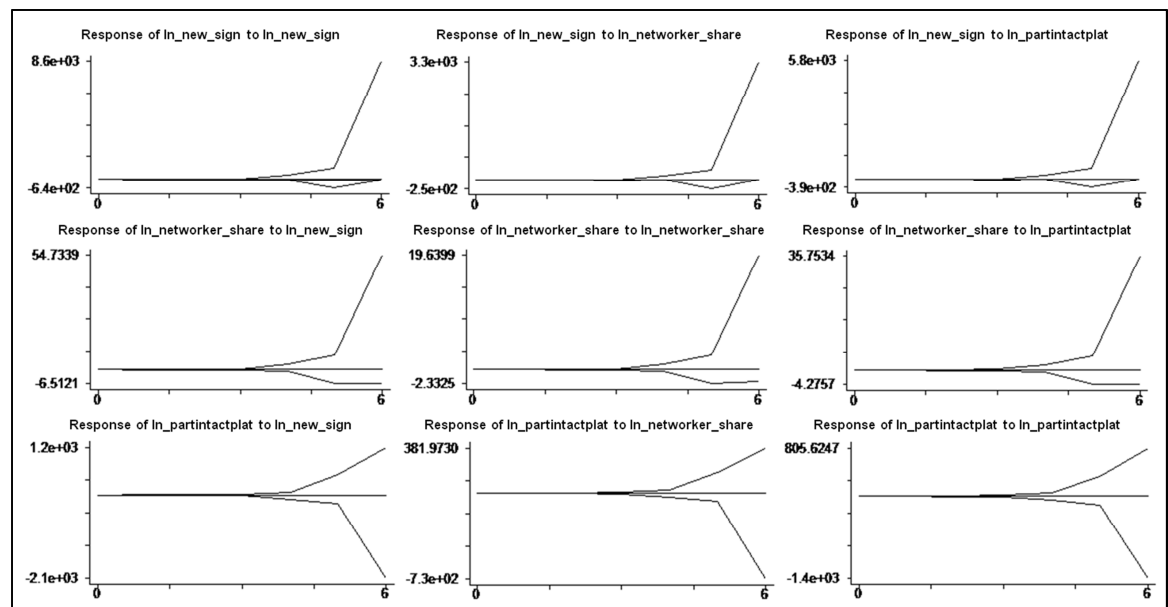 Response of ln_new_sign to ln_new_sign
8.6e+03
-6.4e+02
0
6
Response of ln_new_sign to ln_networker_share
3.3e+03
-2.5e+02
0
6
Response of ln_new_sign to ln_partintactplat
5.8e+03
-3.9e+02
0
6
Response of ln_networker_share to ln_new_sign
54.7339
-6.5121
0
6
Response of ln_networker_share to ln_networker_share
19.6399
-2.3325
0
6
Response of ln_networker_share to ln_partintactplat
35.7534
-4.2757
0
6
Response of ln_partintactplat to ln_new_sign
1.2e+03
-2.1e+03
0
6
Response of ln_partintactplat to ln_networker_share
381.9730
-7.3e+02
0
6
Response of ln_partintactplat to ln_partintactplat
805.6247
-1.4e+03
0
6